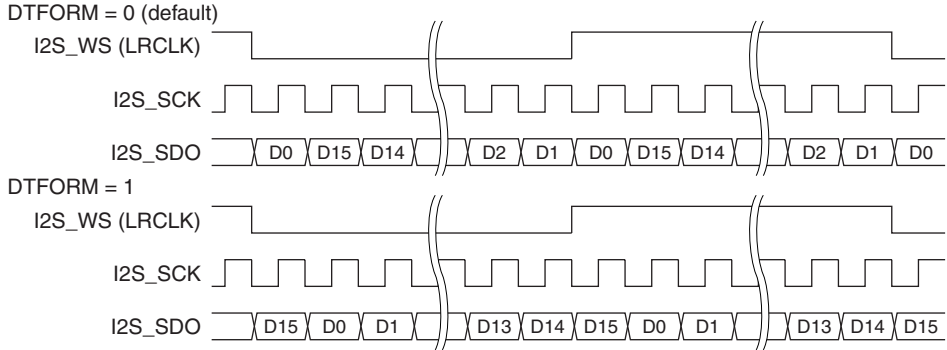 DTFORM = 0 (default)
I2S_WS (LRCLK)
I2S_SCK
I2S_SDO D0 D15 D14 D2 D1 D0 D15 D14 D2 D1 D0
DTFORM = 1
I2S_WS (LRCLK)
I2S_SCK
I2S_SDO D15 D0 D1 D13 D14 D15 D0 D1 D13 D14 D15